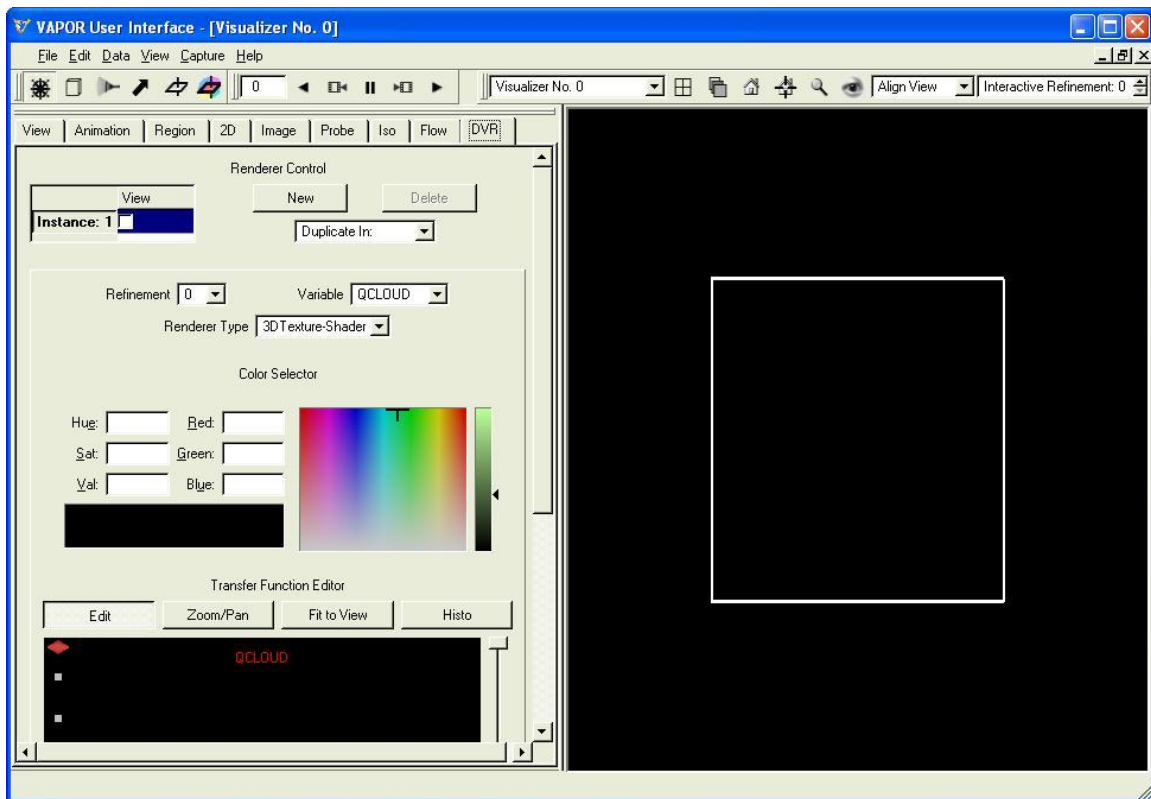 VAPOR User Interface - [Visualizer No. 0]
File Edit Data View Capture Help
0 Visualizer No. 0 Align View Interactive Refinement: 0
View Animation Region 2D Image Probe Iso Flow DVR
Renderer Control
View New Delete
Instance: 1
Duplicate In:
Refinement 0 Variable QCLOUD
Renderer Type 3DTexture-Shader
Color Selector
Hue: Red:
Sat: Green:
Val: Blue:
Transfer Function Editor
Edit Zoom/Pan Fit to View Histo
QCLOUD